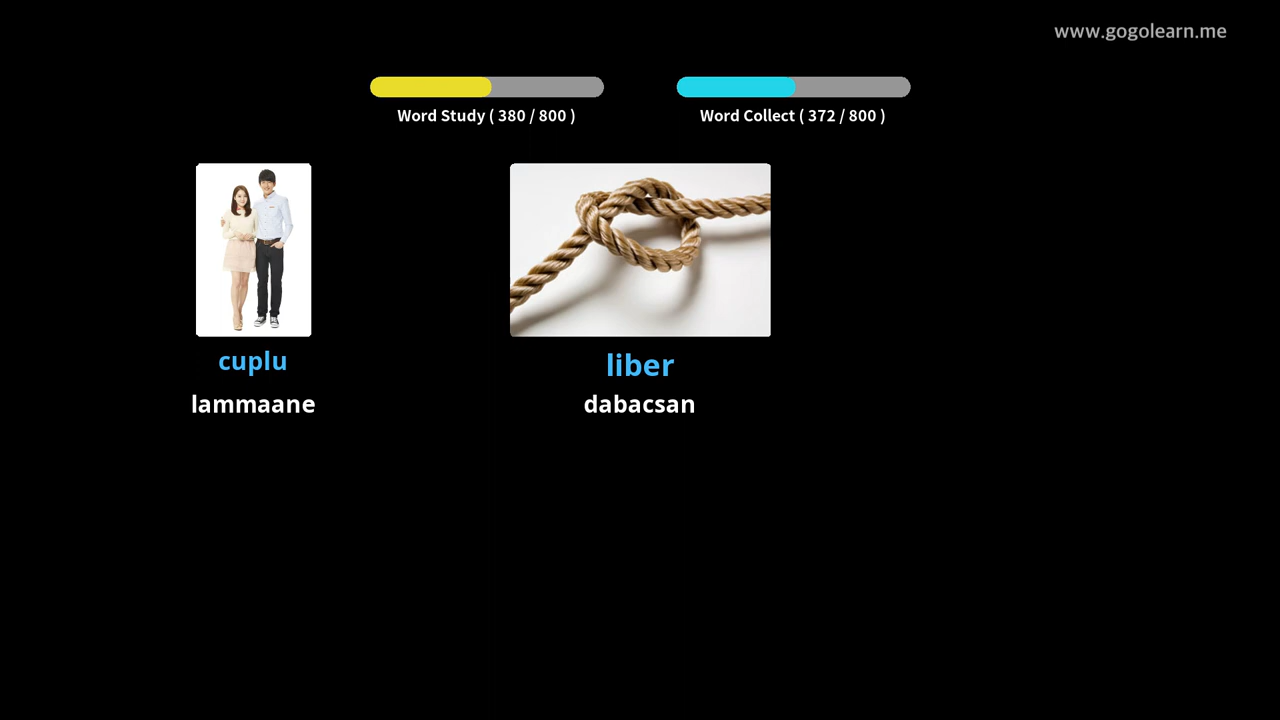 www.gogolearn.me
Word Study ( 380 / 800 )
Word Collect ( 372 / 800 )
cuplu
lammaane
liber
dabacsan